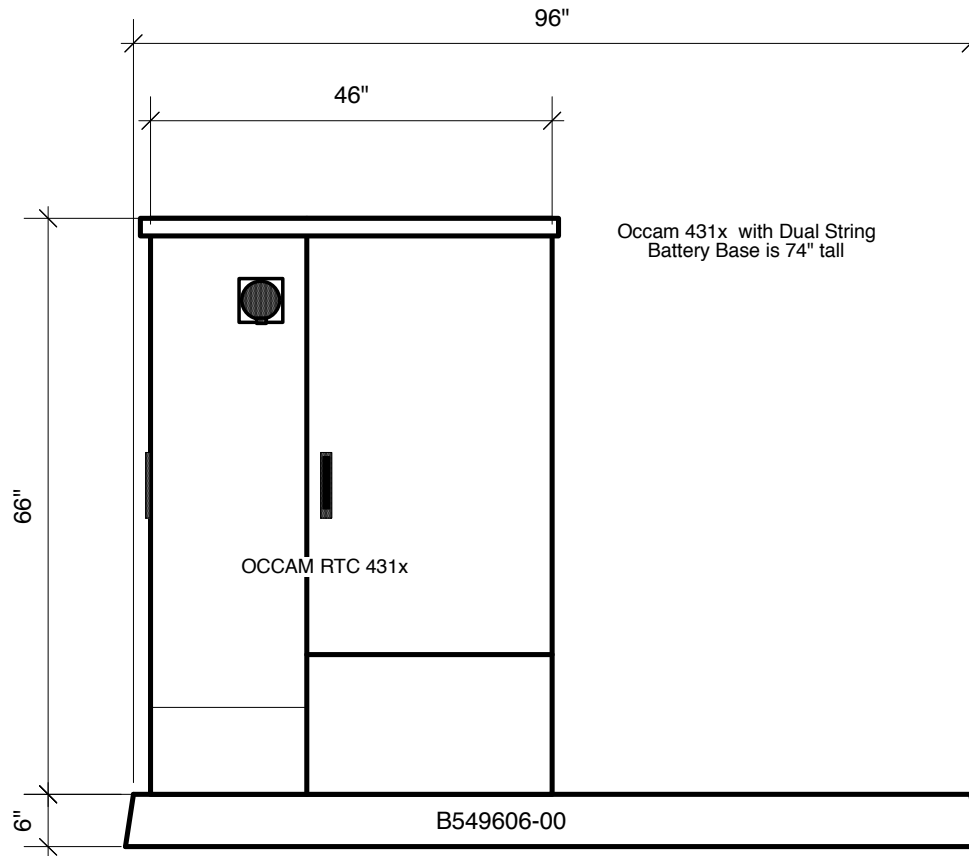 96"
46"
Occam 431x with Dual String
Battery Base is 74" tall
66"
OCCAM RTC 431x
6"
B549606-00